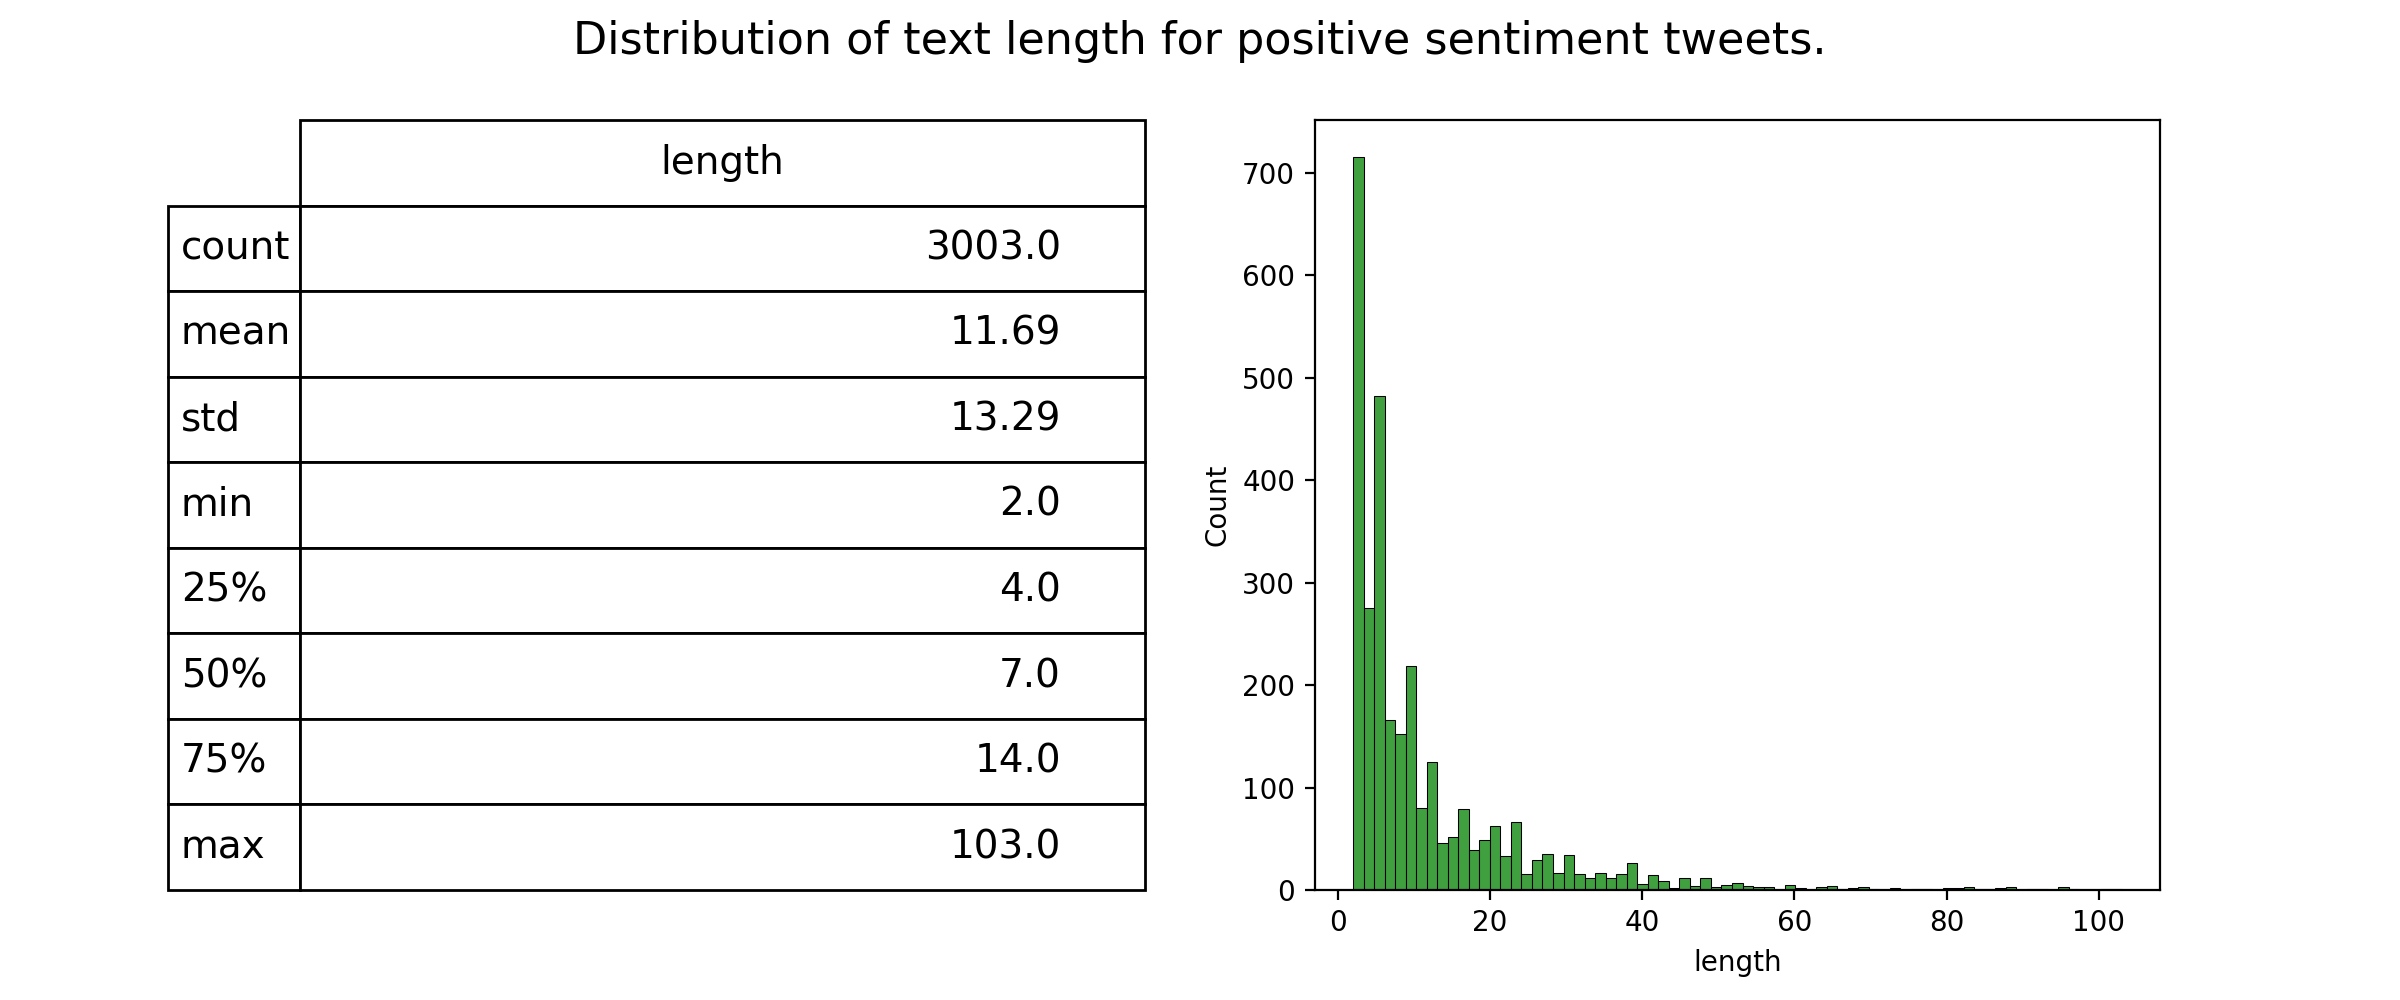 Distribution of text length for positive sentiment tweets.
length
count 3003.0
mean 11.69
std 13.29
min 2.0
25% 4.0
50% 7.0
75% 14.0
max 103.0
700
600
500
400
300
200
100
0
Count
0 20 40 60 80 100
length